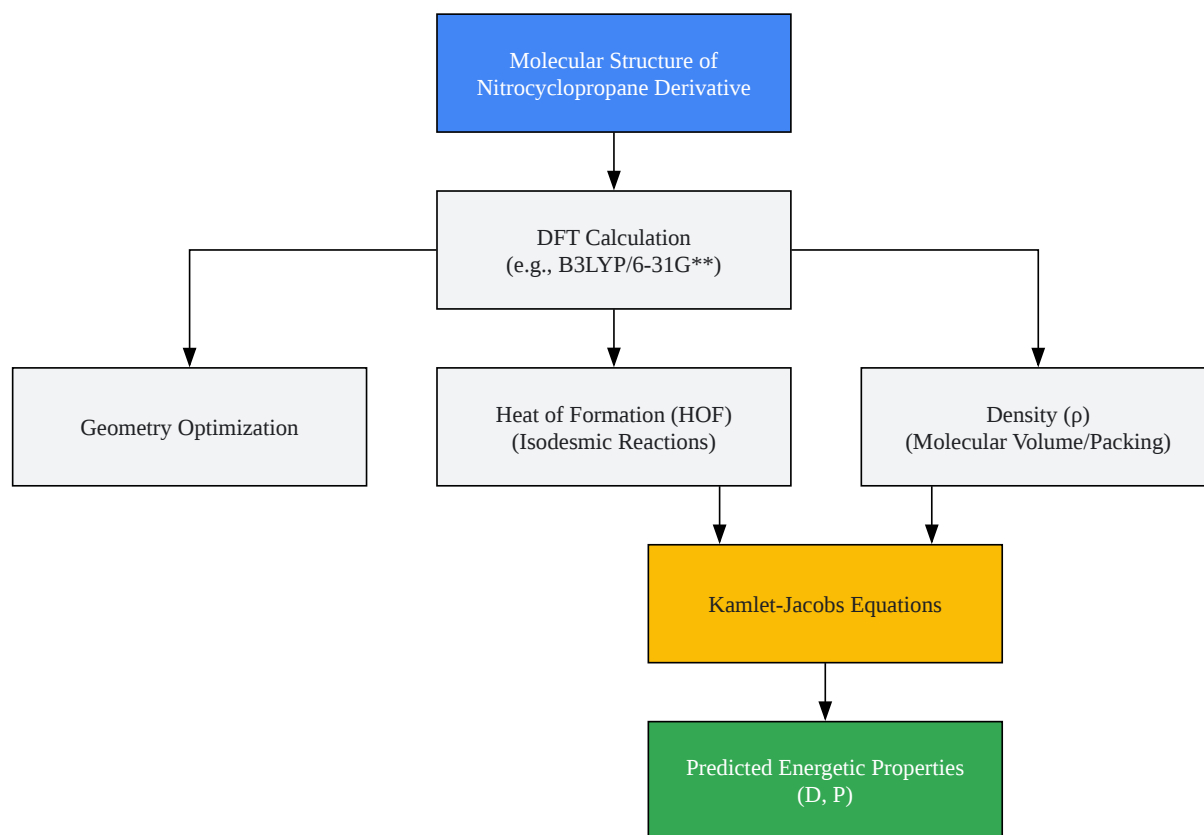 Molecular Structure of
Nitrocyclopropane Derivative
DFT Calculation
(e.g., B3LYP/6-31G**)
Geometry Optimization
Heat of Formation (HOF)
(Isodesmic Reactions)
Density (ρ)
(Molecular Volume/Packing)
Kamlet-Jacobs Equations
Predicted Energetic Properties
(D, P)